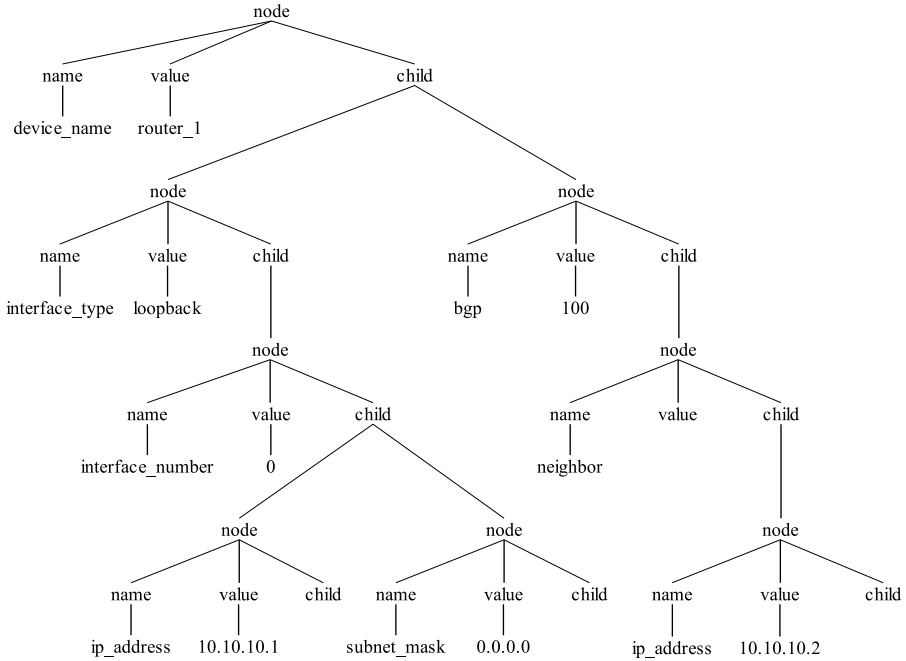 node
name value child
device_name router_1
node node
name value child name value child
interface_type loopback bgp 100
node node
name value child name value child
interface_number 0 neighbor
node node node
name value child name value child name value child
ip_address 10.10.10.1 subnet_mask 0.0.0.0 ip_address 10.10.10.2